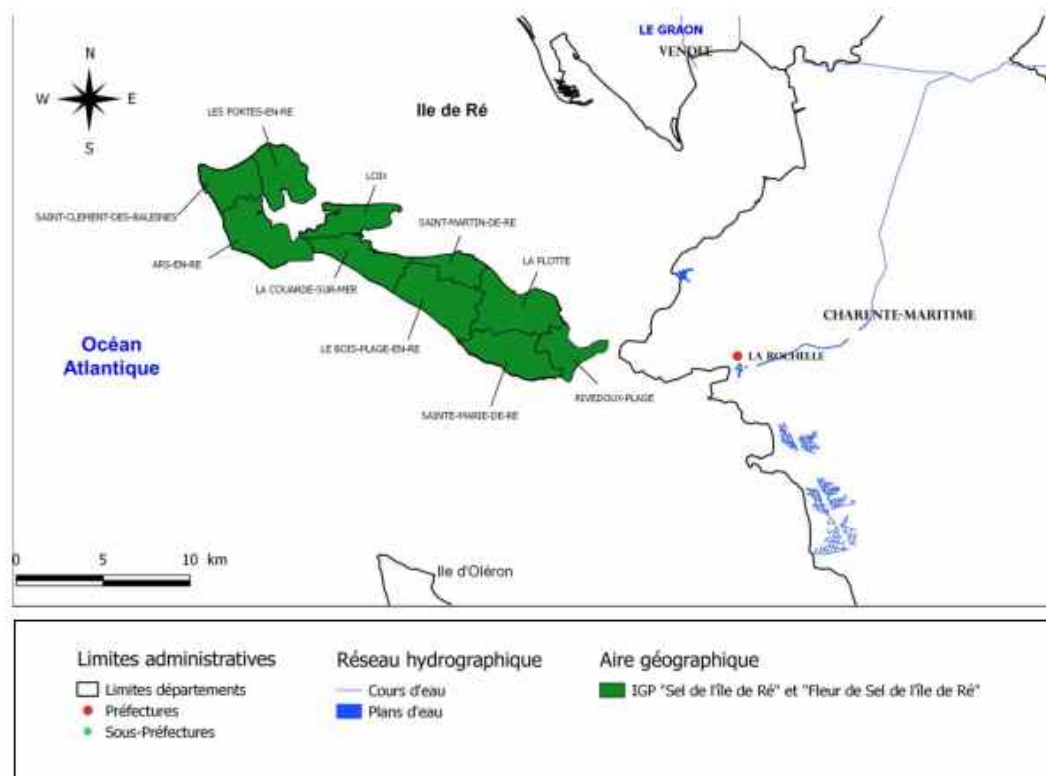 LE GRAON
VENDEE
N
W
E
S
Ile de Ré
LES PORTES-EN-RE
LOIX
SAINT-CLEMENT-DES-BALEINES
SAINT-MARTIN-DE-RE
ARS-EN-RE
LA FLOTTE
LA COUARDE-SUR-MER
CHARENTE-MARITIME
LE BOIS-PLAGE-EN-RE
LA ROCHELLE
Océan
Atlantique
RIVEDOUX-PLAGE
SAINTE-MARIE-DE-RE
0 5 10 km
Ile d'Oléron
Limites administratives
Limites départements
Préfectures
Sous-Préfectures
Réseau hydrographique
Cours d'eau
Plans d'eau
Aire géographique
IGP "Sel de l'île de Ré" et "Fleur de Sel de l'île de Ré"